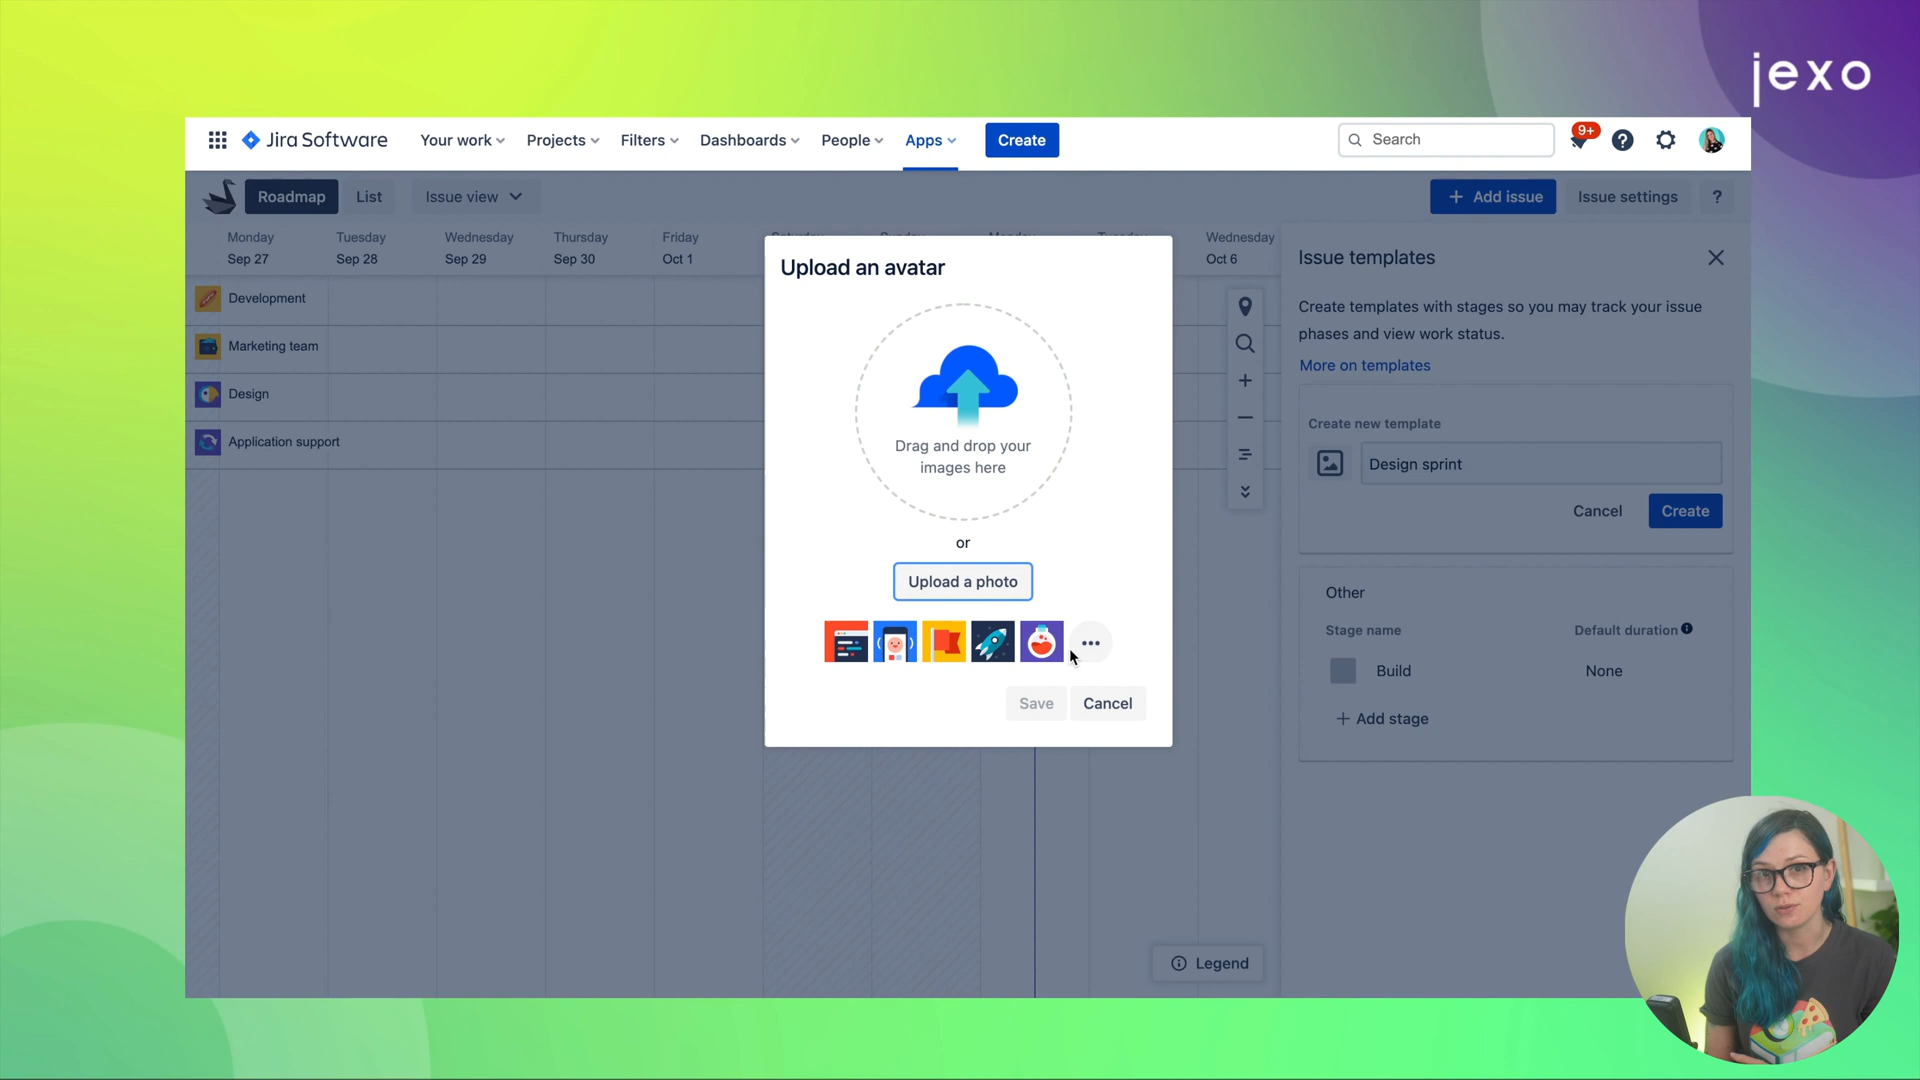 jexo
Jira Software
Your work
Projects
Filters
Dashboards
People
Apps
Create
Search
9+
?
Roadmap
List
Issue view
+ Add issue
Issue settings
?
Monday
Sep 27
Tuesday
Sep 28
Wednesday
Sep 29
Thursday
Sep 30
Friday
Oct 1
Saturday
Sunday
Monday
Tuesday
Wednesday
Oct 6
Development
Marketing team
Design
Application support
Upload an avatar
Drag and drop your
images here
or
Upload a photo
Save
Cancel
Issue templates
Create templates with stages so you may track your issue
phases and view work status.
More on templates
Create new template
Design sprint
Cancel
Create
Other
Stage name
Default duration
Build
None
+ Add stage
Legend